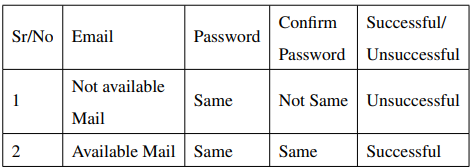 Sr/No Email Password Confirm Password Successful/ Unsuccessful
1 Not available Mail Same Not Same Unsuccessful
2 Available Mail Same Same Successful